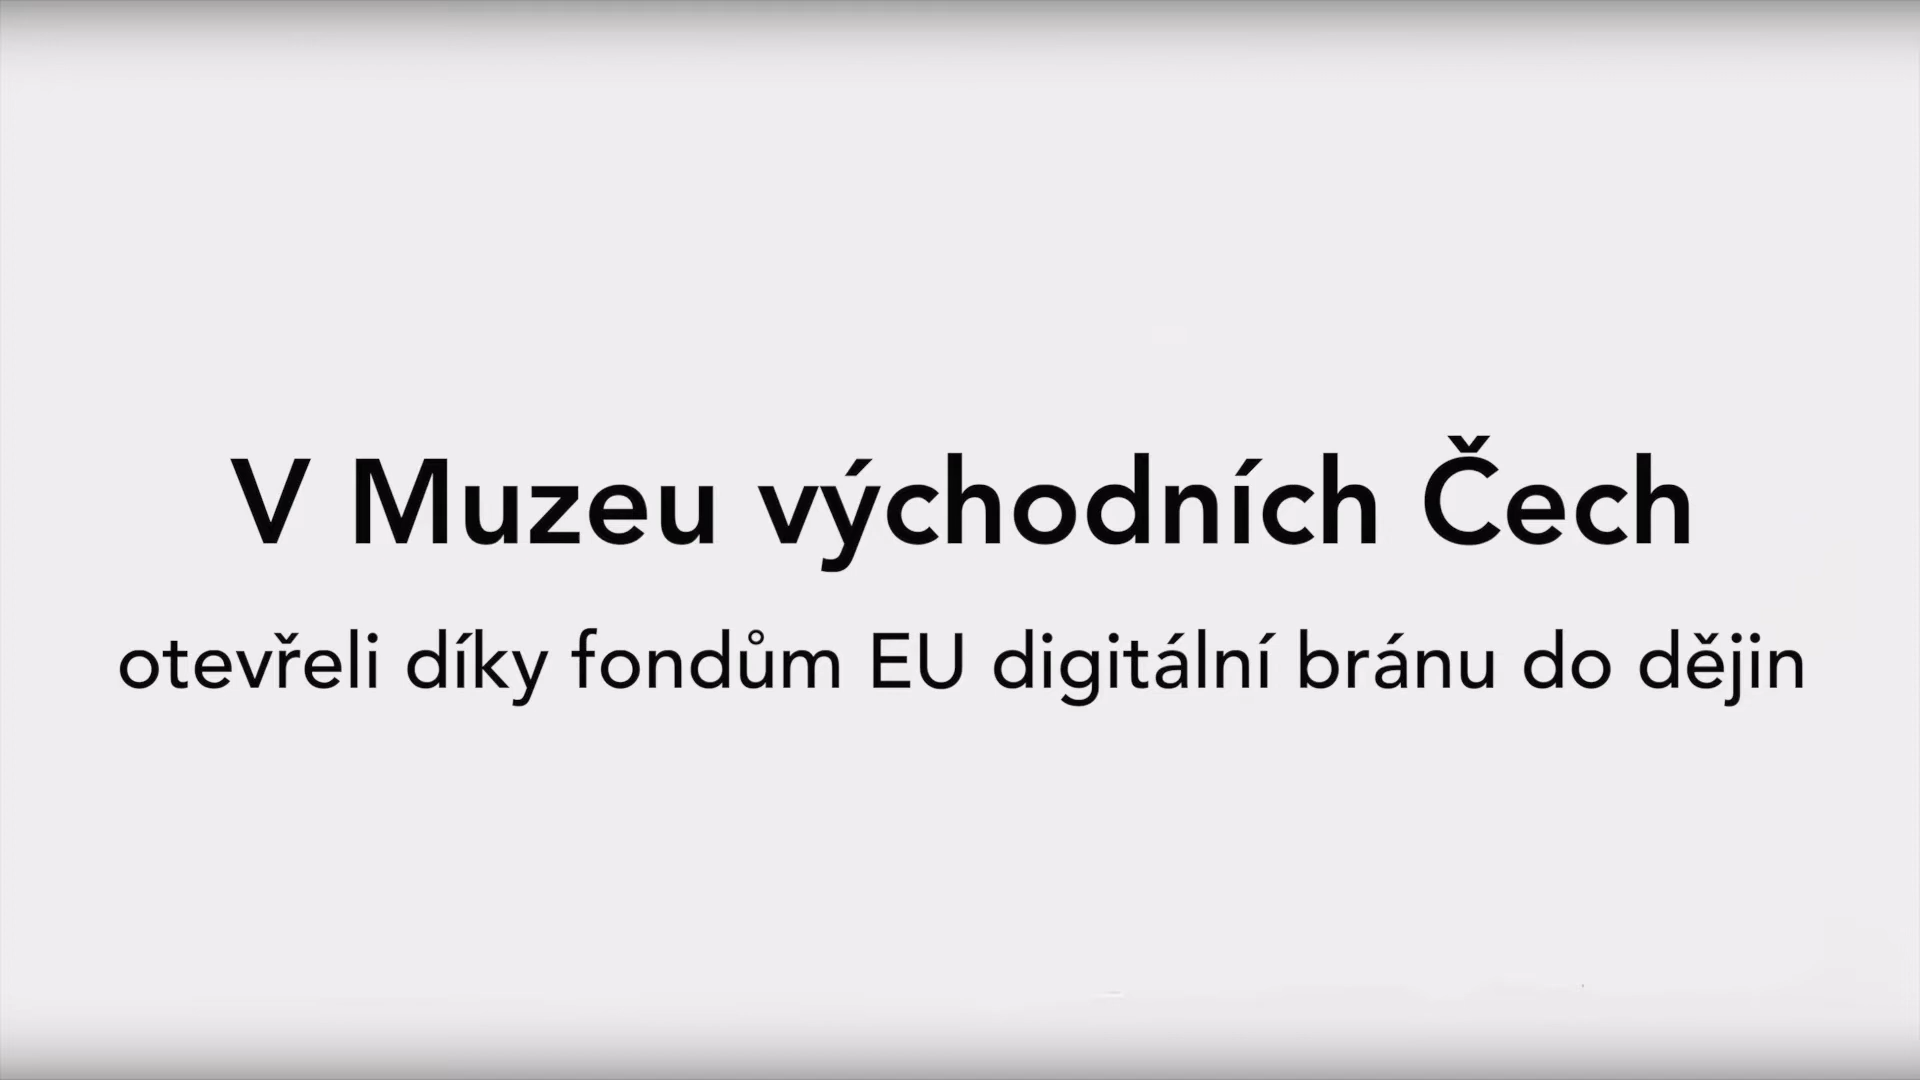 V Muzeu východních Čech
otevřeli díky fondům EU digitální bránu do dějin